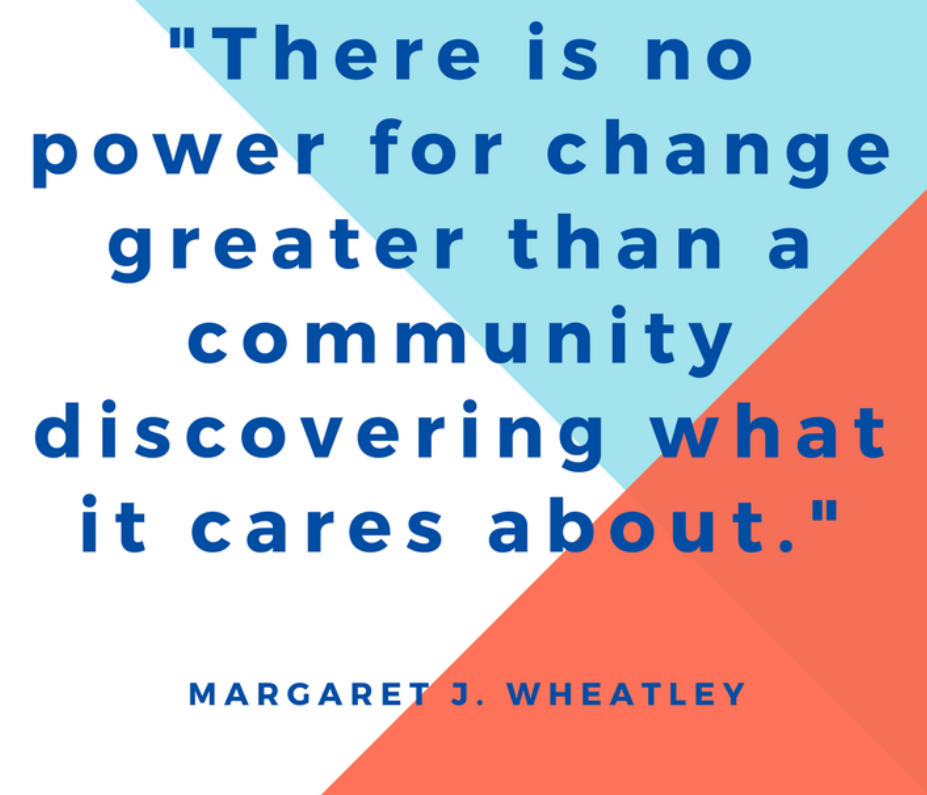 "There is no
power for change
greater than a
community
discovering what
it cares about."
MARGARET J. WHEATLEY